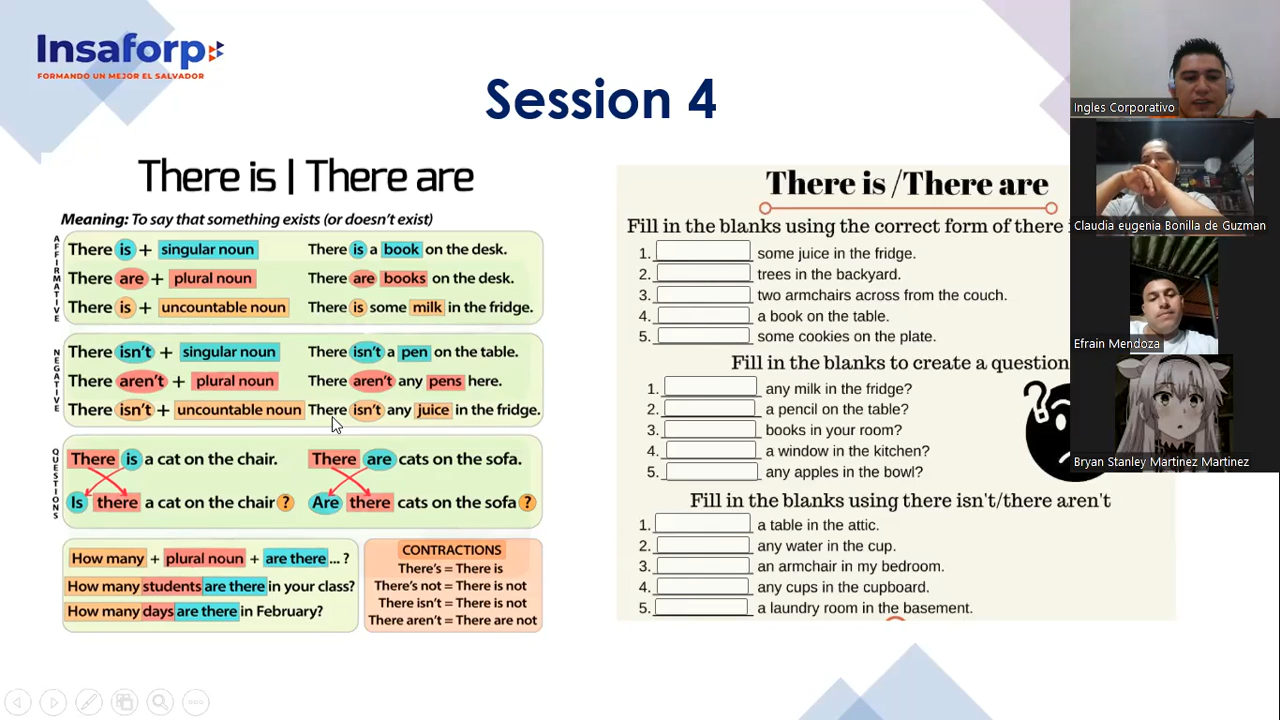 Insaforp
FORMANDO UN MEJOR EL SALVADOR
Session 4
There is | There are
Meaning: To say that something exists (or doesn't exist)
AFFIRMATIVE
There is + singular noun There is a book on the desk.
There are + plural noun There are books on the desk.
There is + uncountable noun There is some milk in the fridge.
NEGATIVE
There isn't + singular noun There isn't a pen on the table.
There aren't + plural noun There aren't any pens here.
There isn't + uncountable noun There isn't any juice in the fridge.
QUESTIONS
There is a cat on the chair. There are cats on the sofa.
Is there a cat on the chair ? Are there cats on the sofa ?
How many + plural noun + are there ... ?
How many students are there in your class?
How many days are there in February?
CONTRACTIONS
There's = There is
There's not = There is not
There isn't = There is not
There aren't = There are not
There is /There are
Fill in the blanks using the correct form of there
1. some juice in the fridge.
2. trees in the backyard.
3. two armchairs across from the couch.
4. a book on the table.
5. some cookies on the plate.
Fill in the blanks to create a question
1. any milk in the fridge?
2. a pencil on the table?
3. books in your room?
4. a window in the kitchen?
5. any apples in the bowl?
Fill in the blanks using there isn't/there aren't
1. a table in the attic.
2. any water in the cup.
3. an armchair in my bedroom.
4. any cups in the cupboard.
5. a laundry room in the basement.
Ingles Corporativo
Claudia eugenia Bonilla de Guzman
Efrain Mendoza
Bryan Stanley Martinez Martinez